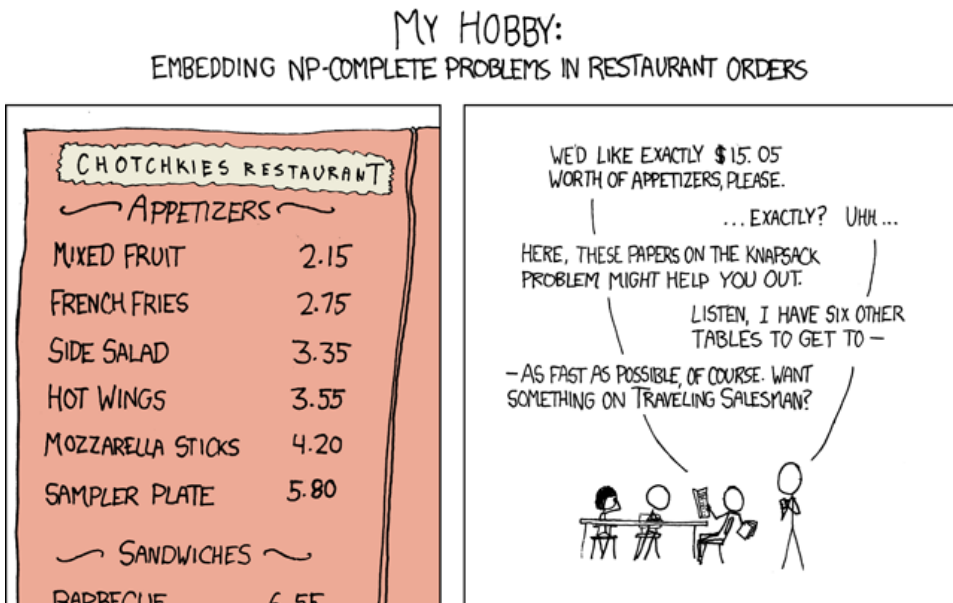 MY HOBBY:
EMBEDDING NP-COMPLETE PROBLEMS IN RESTAURANT ORDERS
CHOTCHKIES RESTAURANT
APPETIZERS
MIXED FRUIT 2.15
FRENCH FRIES 2.75
SIDE SALAD 3.35
HOT WINGS 3.55
MOZZARELLA STICKS 4.20
SAMPLER PLATE 5.80
SANDWICHES
BARBECUE 6.55
WE'D LIKE EXACTLY $15.05
WORTH OF APPETIZERS, PLEASE.
...EXACTLY? UHH...
HERE, THESE PAPERS ON THE KNAPSACK
PROBLEM MIGHT HELP YOU OUT.
LISTEN, I HAVE SIX OTHER
TABLES TO GET TO —
—AS FAST AS POSSIBLE, OF COURSE. WANT
SOMETHING ON TRAVELING SALESMAN?